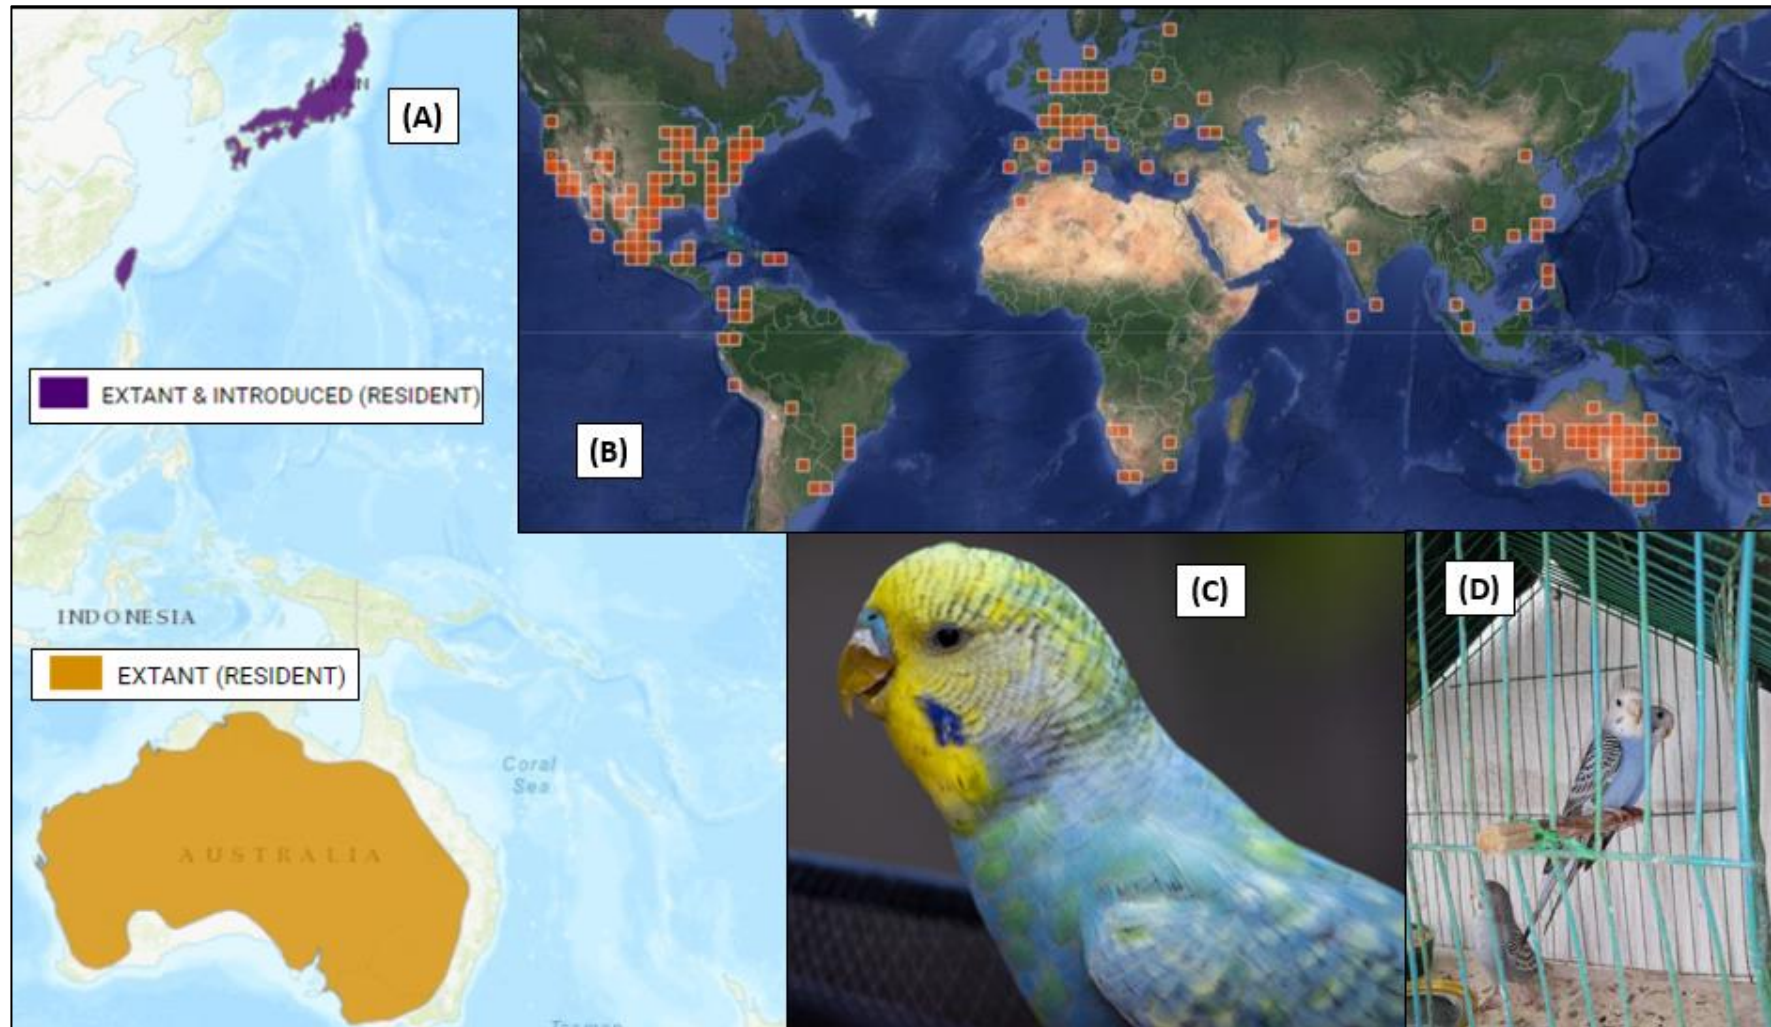 (A)
EXTANT & INTRODUCED (RESIDENT)
(B)
INDONESIA
EXTANT (RESIDENT)
Coral
Sea
AUSTRALIA
(C)
(D)